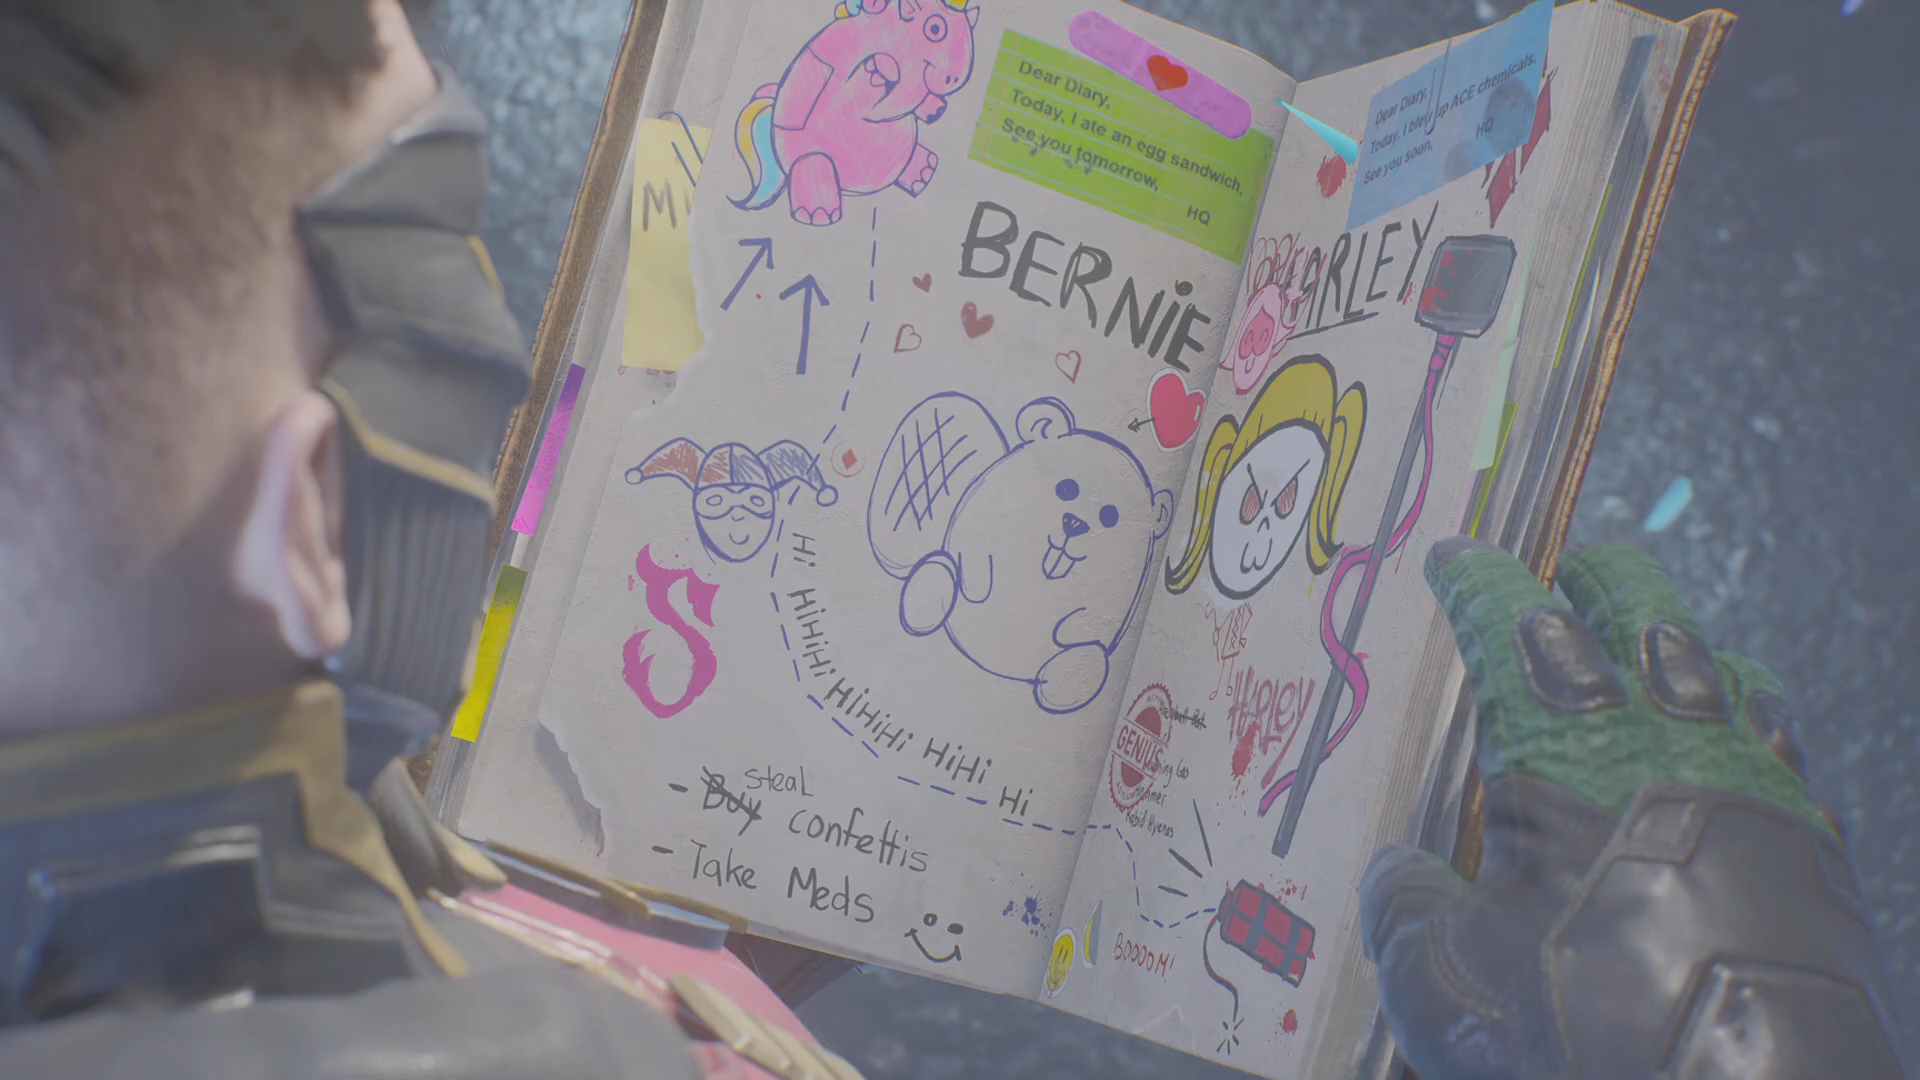 Dear Diary,
Today, I ate an egg sandwich.
See you tomorrow,
HQ
BERNIE
S
Hi HiHiHiHi HiHiHiHi HiHi Hi
- Buy steal confettis
- Take Meds
Dear Diary,
Today, I blew up ACE chemicals.
HQ
See you soon,
HARLEY
HARLEY
GENIUS
Hammer
Rabid Hyenas
BOOOOM!